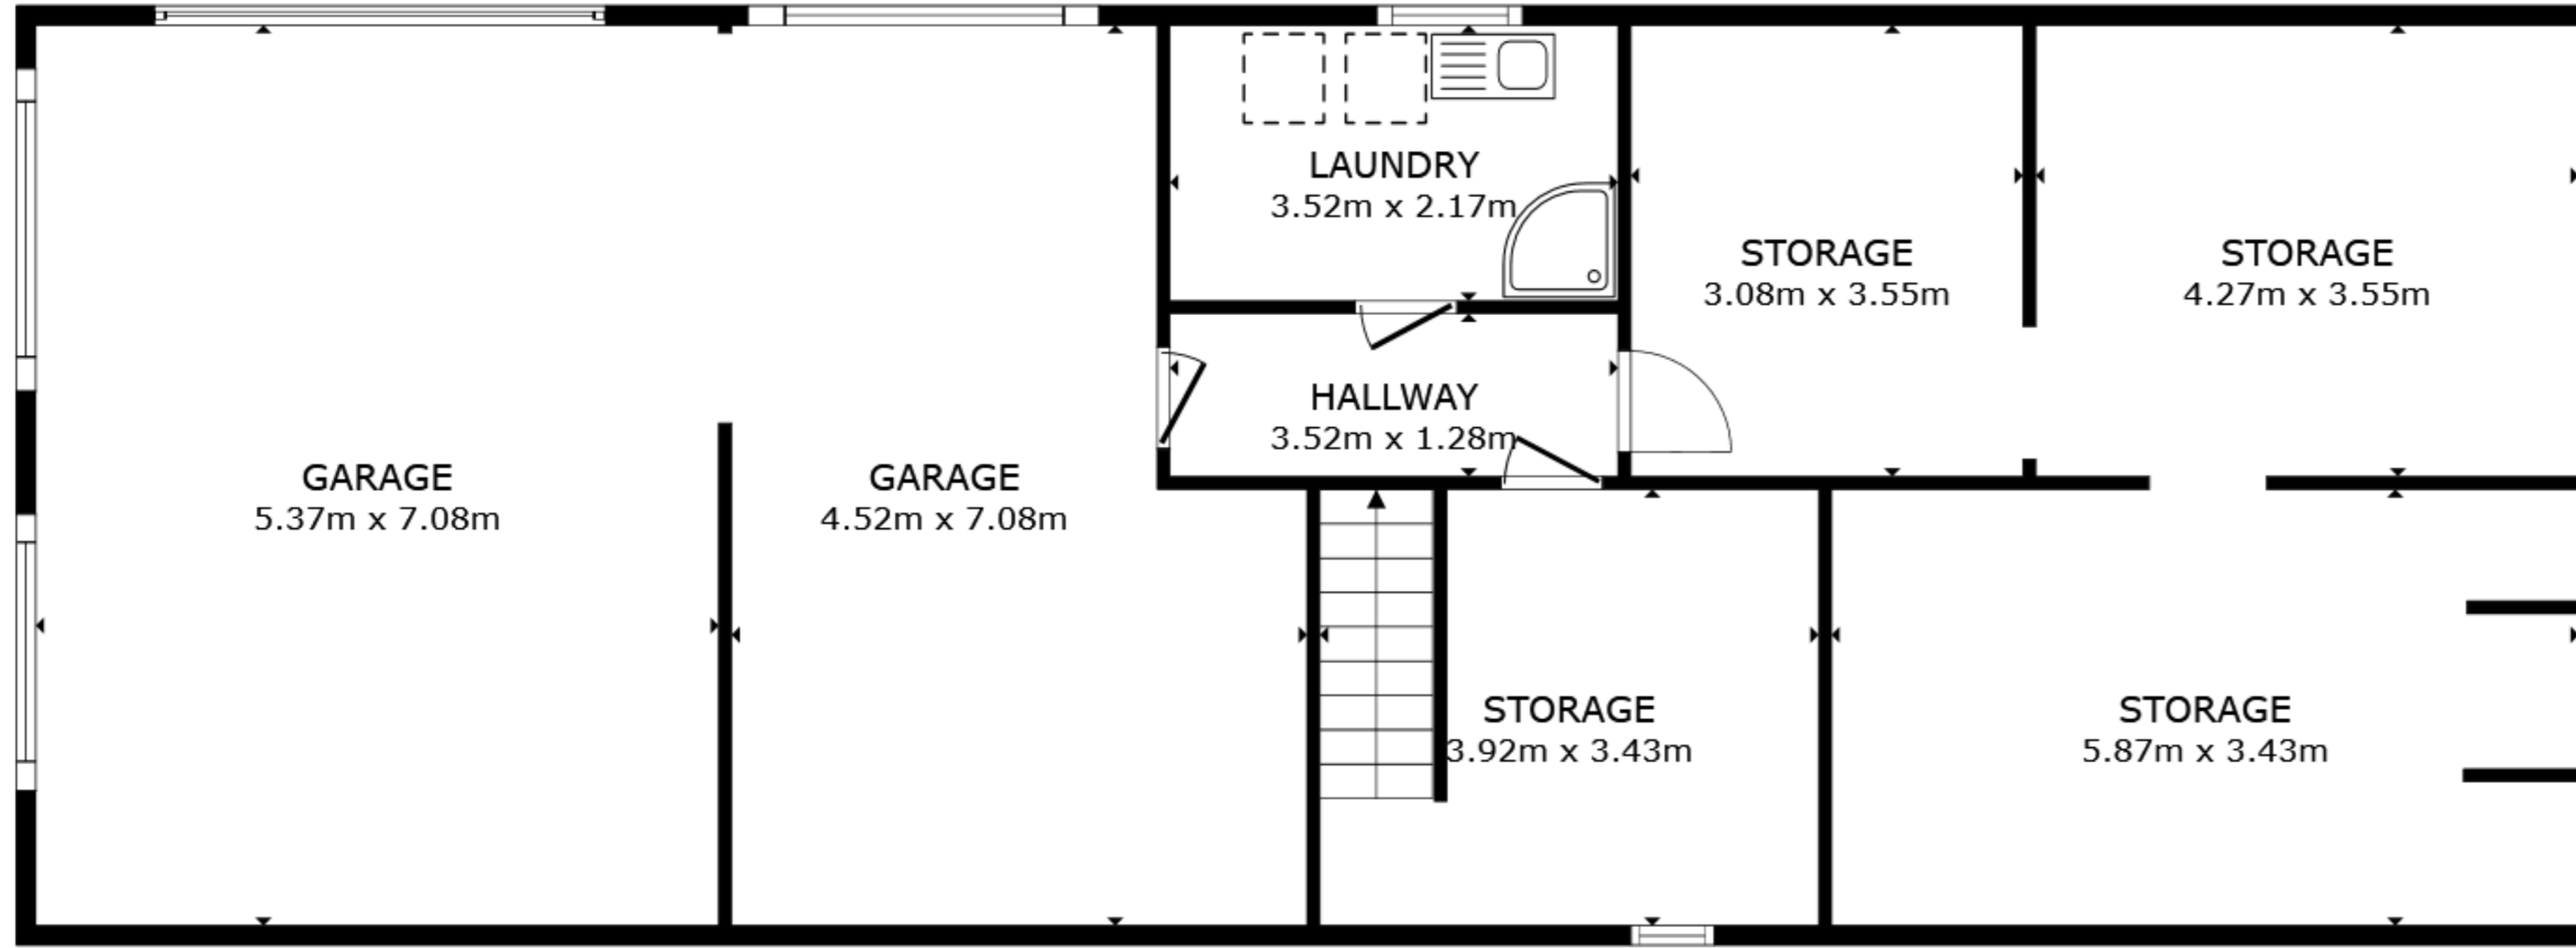 LAUNDRY
3.52m x 2.17m
STORAGE
3.08m x 3.55m
STORAGE
4.27m x 3.55m
HALLWAY
3.52m x 1.28m
GARAGE
5.37m x 7.08m
GARAGE
4.52m x 7.08m
STORAGE
3.92m x 3.43m
STORAGE
5.87m x 3.43m